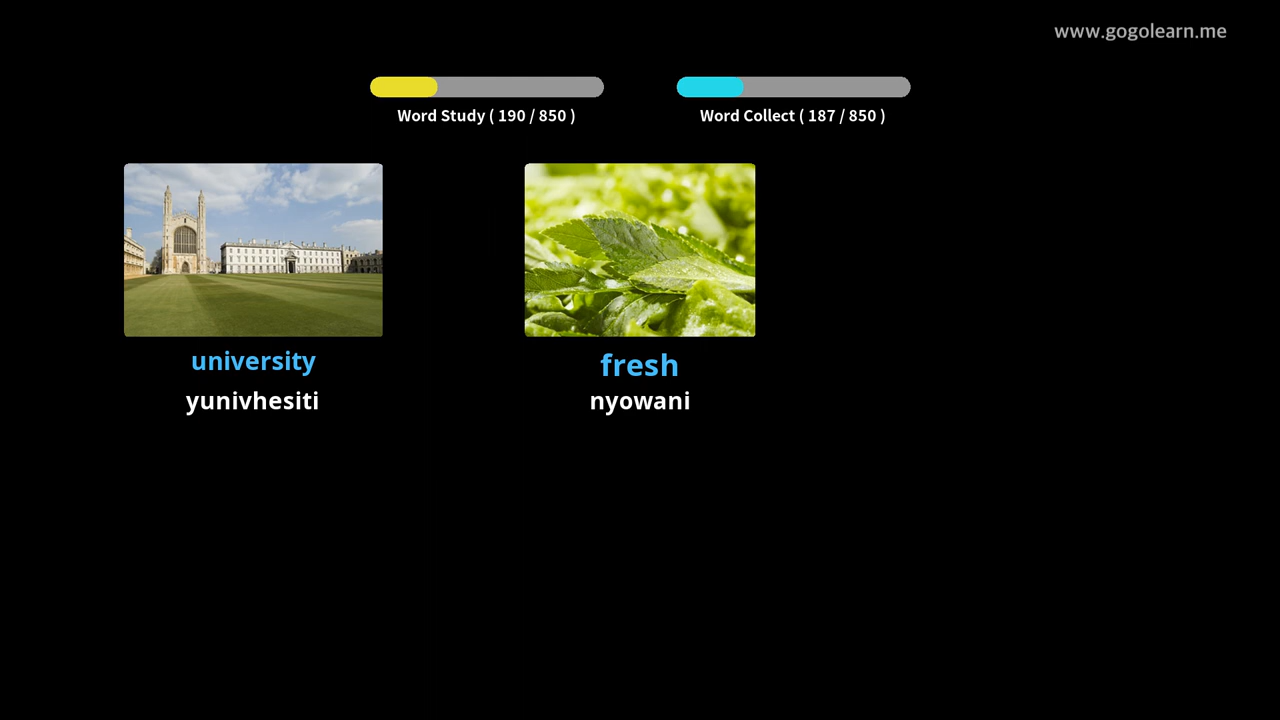 www.gogolearn.me
Word Study ( 190 / 850 )
Word Collect ( 187 / 850 )
university
yunivhesiti
fresh
nyowani